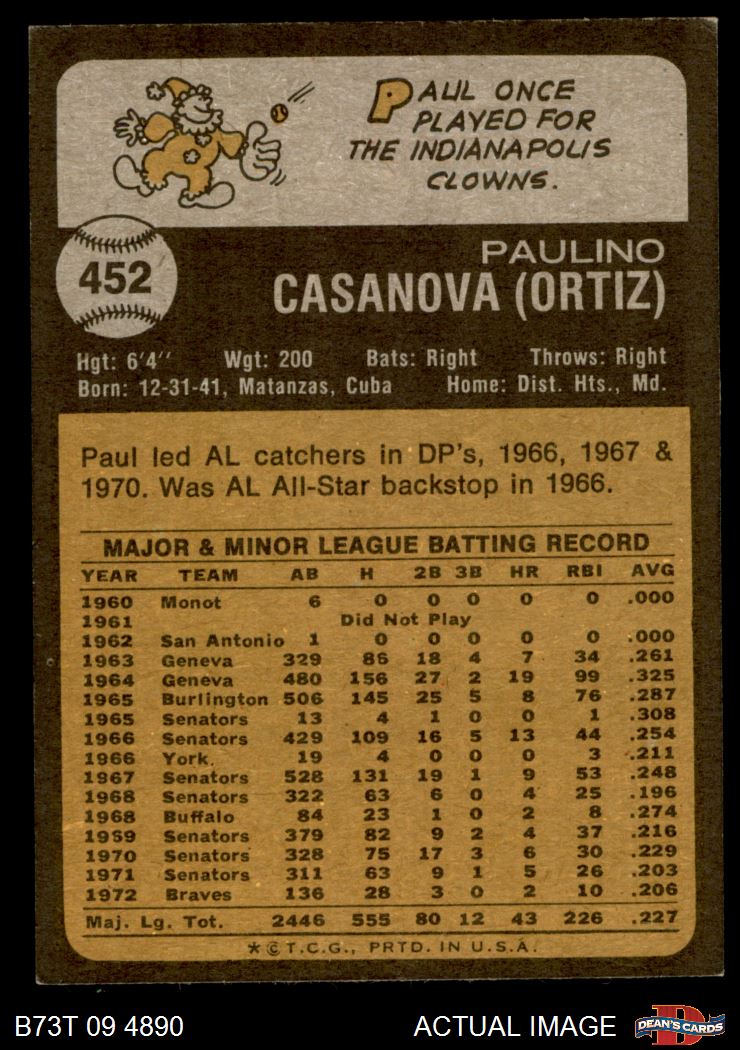 PAUL ONCE
PLAYED FOR
THE INDIANAPOLIS
CLOWNS.
452
PAULINO
CASANOVA (ORTIZ)
Hgt: 6'4" Wgt: 200 Bats: Right Throws: Right
Born: 12-31-41, Matanzas, Cuba Home: Dist. Hts., Md.
Paul led AL catchers in DP's, 1966, 1967 &
1970. Was AL All-Star backstop in 1966.
MAJOR & MINOR LEAGUE BATTING RECORD
YEAR TEAM AB H 2B 3B HR RBI AVG
1960 Monot 6 0 0 0 0 0 .000
1961 Did Not Play
1962 San Antonio 1 0 0 0 0 0 .000
1963 Geneva 329 86 18 4 7 34 .261
1964 Geneva 480 156 27 2 19 99 .325
1965 Burlington 506 145 25 5 8 76 .287
1965 Senators 13 4 1 0 0 1 .308
1966 Senators 429 109 16 5 13 44 .254
1966 York. 19 4 0 0 0 3 .211
1967 Senators 528 131 19 1 9 53 .248
1968 Senators 322 63 6 0 4 25 .196
1968 Buffalo 84 23 1 0 2 8 .274
1959 Senators 379 82 9 2 4 37 .216
1970 Senators 328 75 17 3 6 30 .229
1971 Senators 311 63 9 1 5 26 .203
1972 Braves 136 28 3 0 2 10 .206
Maj. Lg. Tot. 2446 555 80 12 43 226 .227
*©T.C.G., PRTD. IN U.S.A.
B73T 09 4890 ACTUAL IMAGE D DEAN'S CARDS